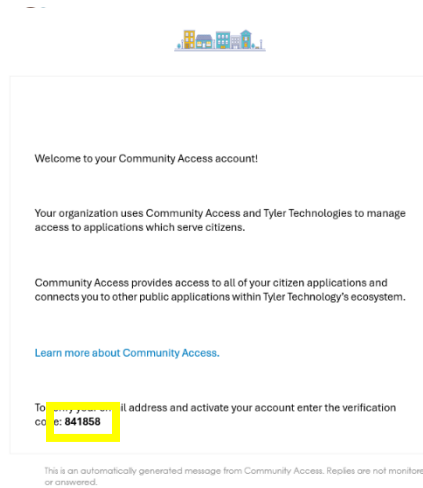 Welcome to your Community Access account!
Your organization uses Community Access and Tyler Technologies to manage
access to applications which serve citizens.
Community Access provides access to all of your citizen applications and
connects you to other public applications within Tyler Technology's ecosystem.
Learn more about Community Access.
To your address and activate your account enter the verification
841858
This is an automatically generated message from Community Access. Replies are not monitore
or answered.